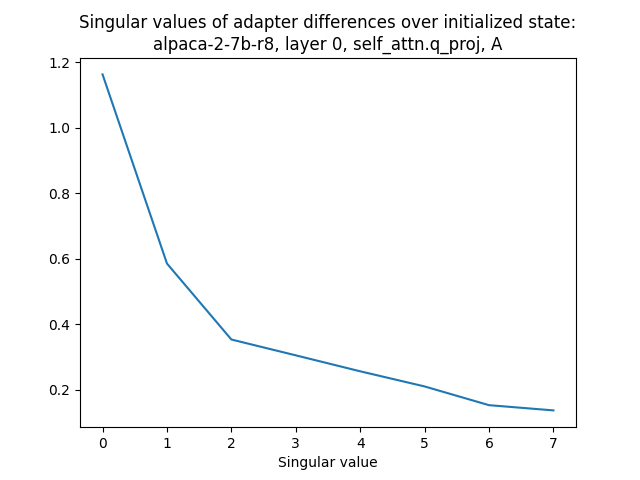 Singular values of adapter differences over initialized state:
alpaca-2-7b-r8, layer 0, self_attn.q_proj, A
1.2
1.0
0.8
0.6
0.4
0.2
0 1 2 3 4 5 6 7
Singular value